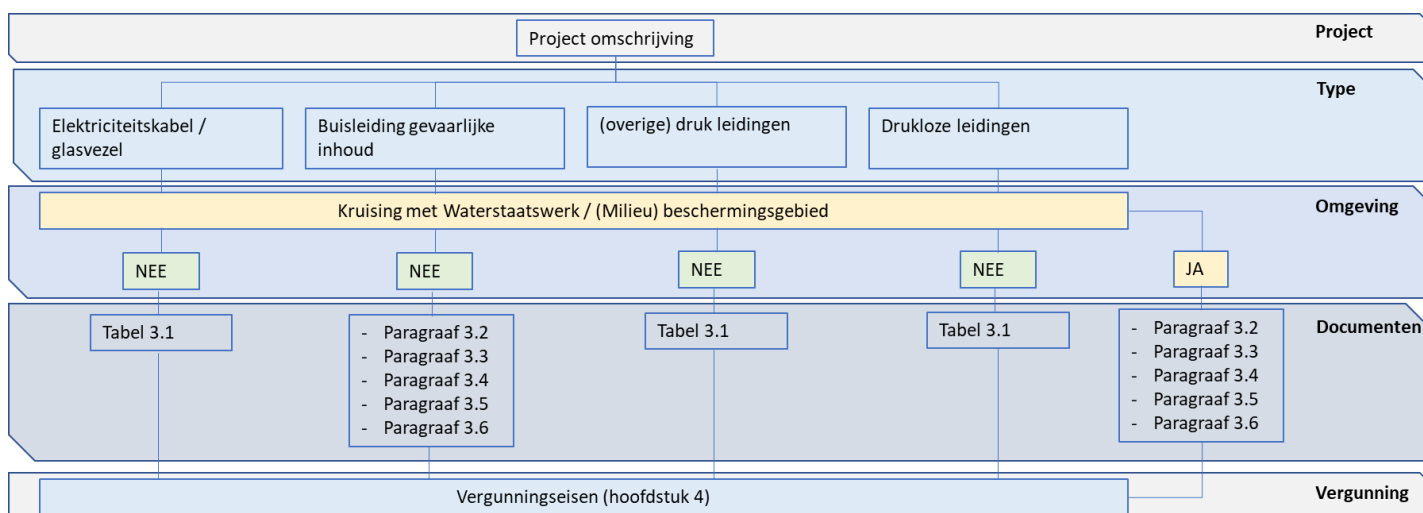 Project omschrijving
Project
Type
Elektriciteitskabel /
glasvezel
Buisleiding gevaarlijke
inhoud
(overige) druk leidingen
Drukloze leidingen
Kruising met Waterstaatswerk / (Milieu) beschermingsgebied
Omgeving
NEE
NEE
NEE
NEE
JA
Tabel 3.1
- Paragraaf 3.2
- Paragraaf 3.3
- Paragraaf 3.4
- Paragraaf 3.5
- Paragraaf 3.6
Tabel 3.1
Tabel 3.1
- Paragraaf 3.2
- Paragraaf 3.3
- Paragraaf 3.4
- Paragraaf 3.5
- Paragraaf 3.6
Documenten
Vergunningseisen (hoofdstuk 4)
Vergunning